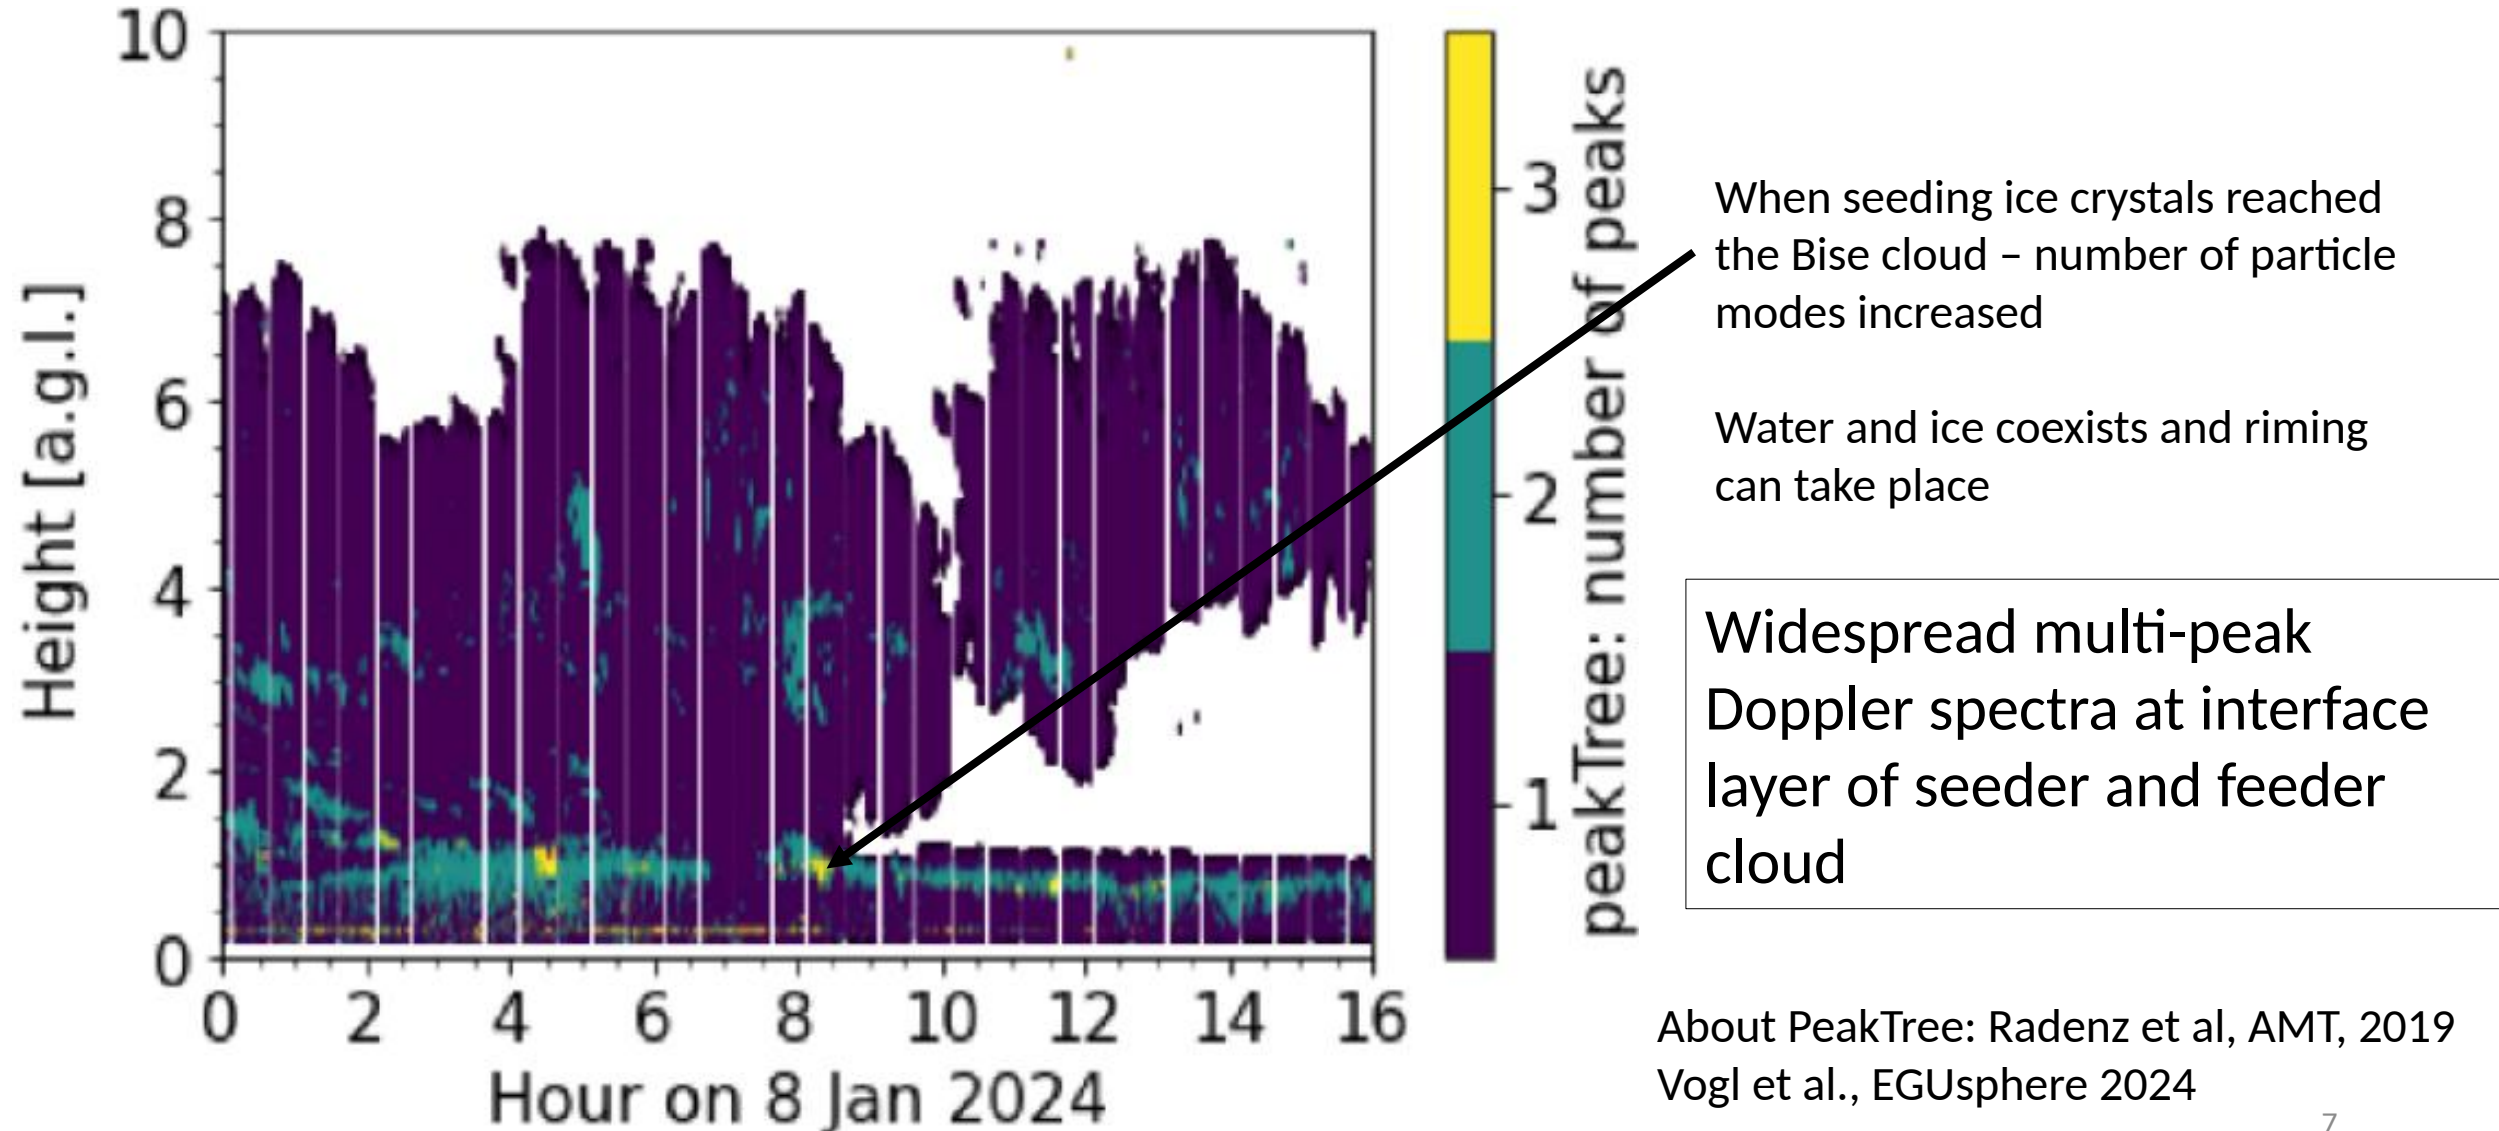 10
8
6
4
2
0
Height [a.g.l.]
0 2 4 6 8 10 12 14 16
Hour on 8 Jan 2024
3
2
1
peakTree: number of peaks
When seeding ice crystals reached
the Bise cloud – number of particle
modes increased
Water and ice coexists and riming
can take place
Widespread multi-peak
Doppler spectra at interface
layer of seeder and feeder
cloud
About PeakTree: Radenz et al, AMT, 2019
Vogl et al., EGUsphere 2024
7